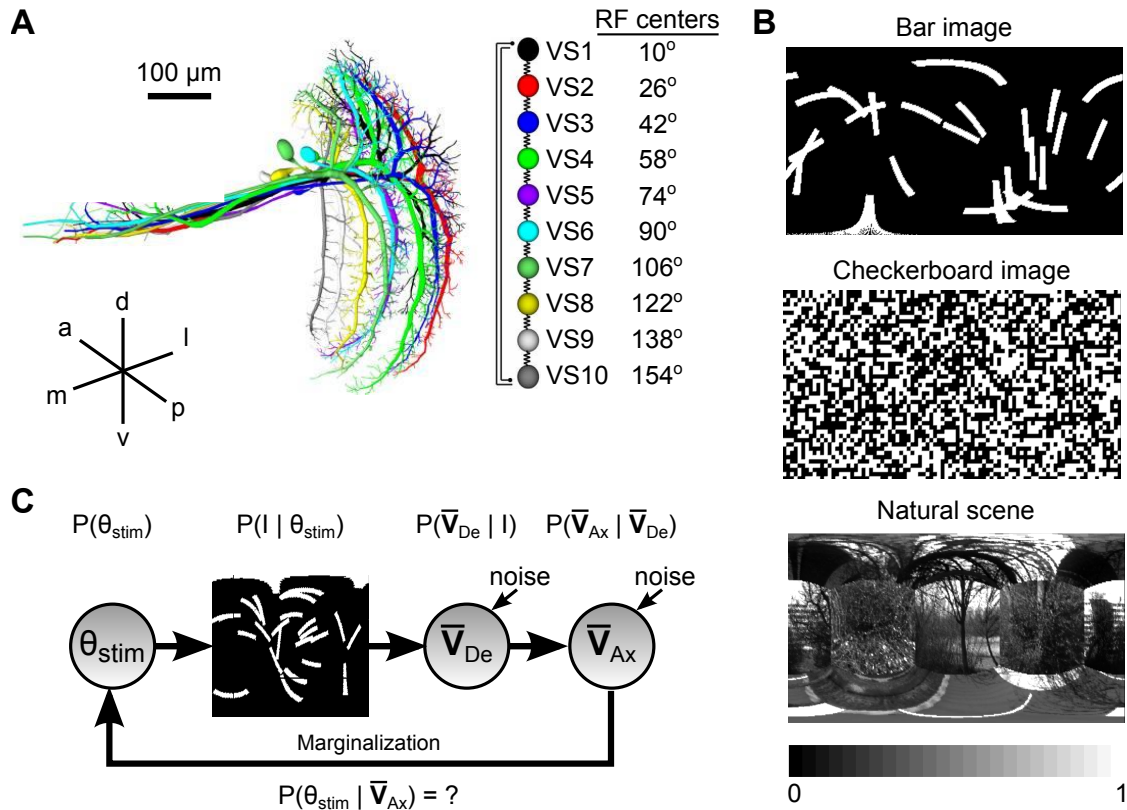 A
100 µm
RF centers
VS1 10°
VS2 26°
VS3 42°
VS4 58°
VS5 74°
VS6 90°
VS7 106°
VS8 122°
VS9 138°
VS10 154°
d
a
l
m
p
v
B
Bar image
Checkerboard image
Natural scene
0 1
C
P(θstim) P(I | θstim) P(V̅De | I) P(V̅Ax | V̅De)
noise noise
θstim V̅De V̅Ax
Marginalization
P(θstim | V̅Ax) = ?